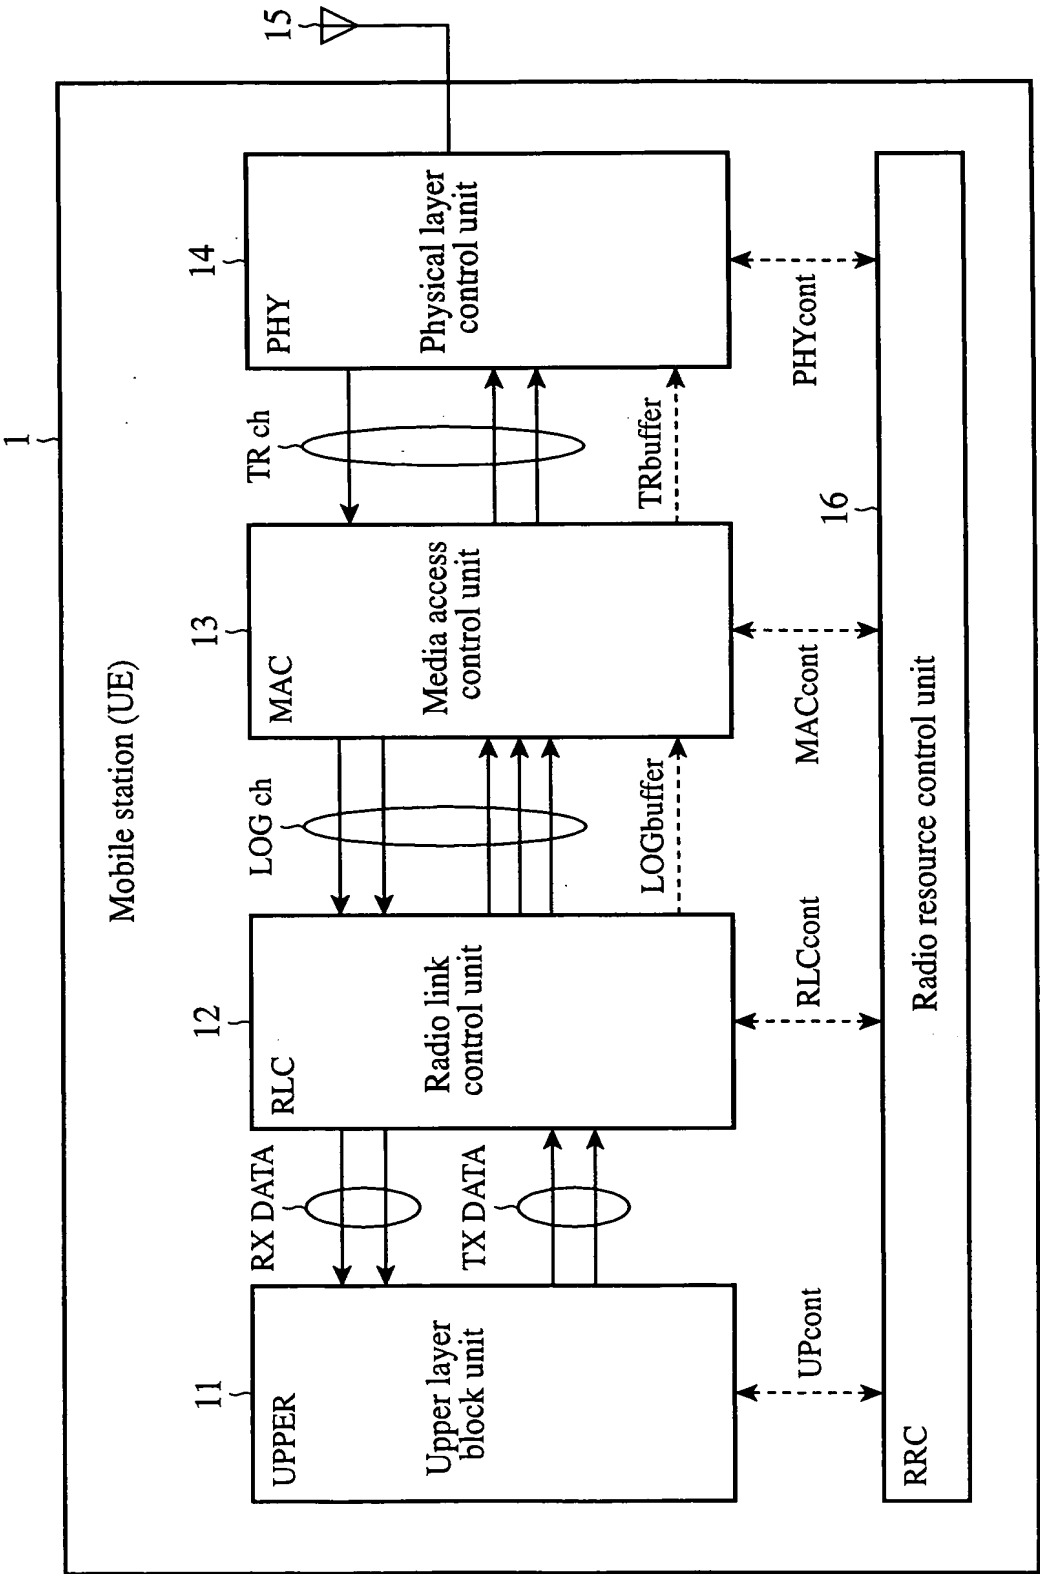 1
Mobile station (UE)
11
12
13
14
15
UPPER
Upper layer
block unit
RX DATA
TX DATA
RLC
Radio link
control unit
LOG ch
LOGbuffer
MAC
Media access
control unit
TR ch
TRbuffer
PHY
Physical layer
control unit
UPcont
RLCcont
MACcont
PHYcont
16
RRC
Radio resource control unit